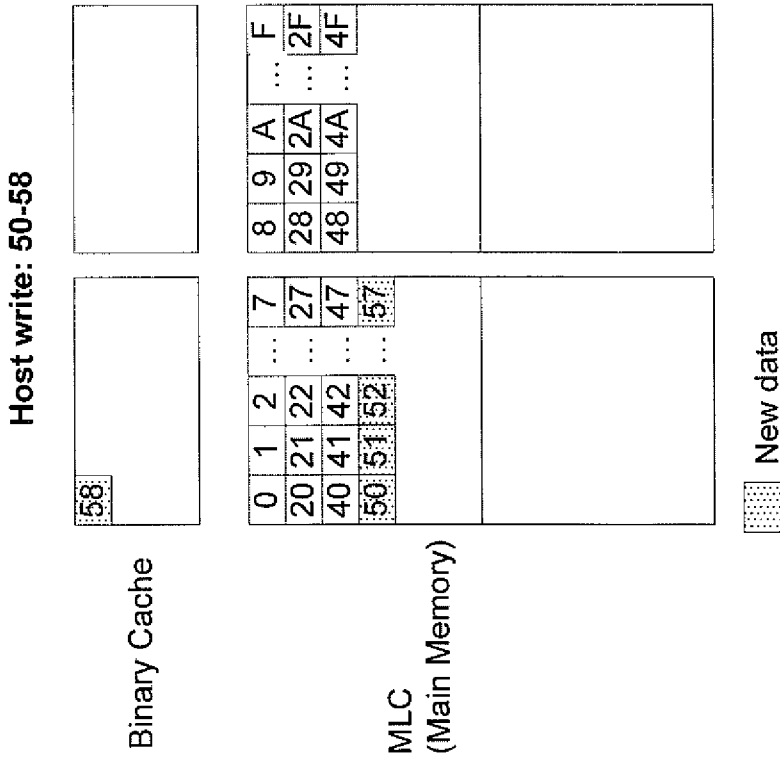 Host write: 50-58
Binary Cache
58
MLC
(Main Memory)
0 1 2 ... 7 8 9 A ... F
20 21 22 ... 27 28 29 2A ... 2F
40 41 42 ... 47 48 49 4A ... 4F
50 51 52 ... 57
New data